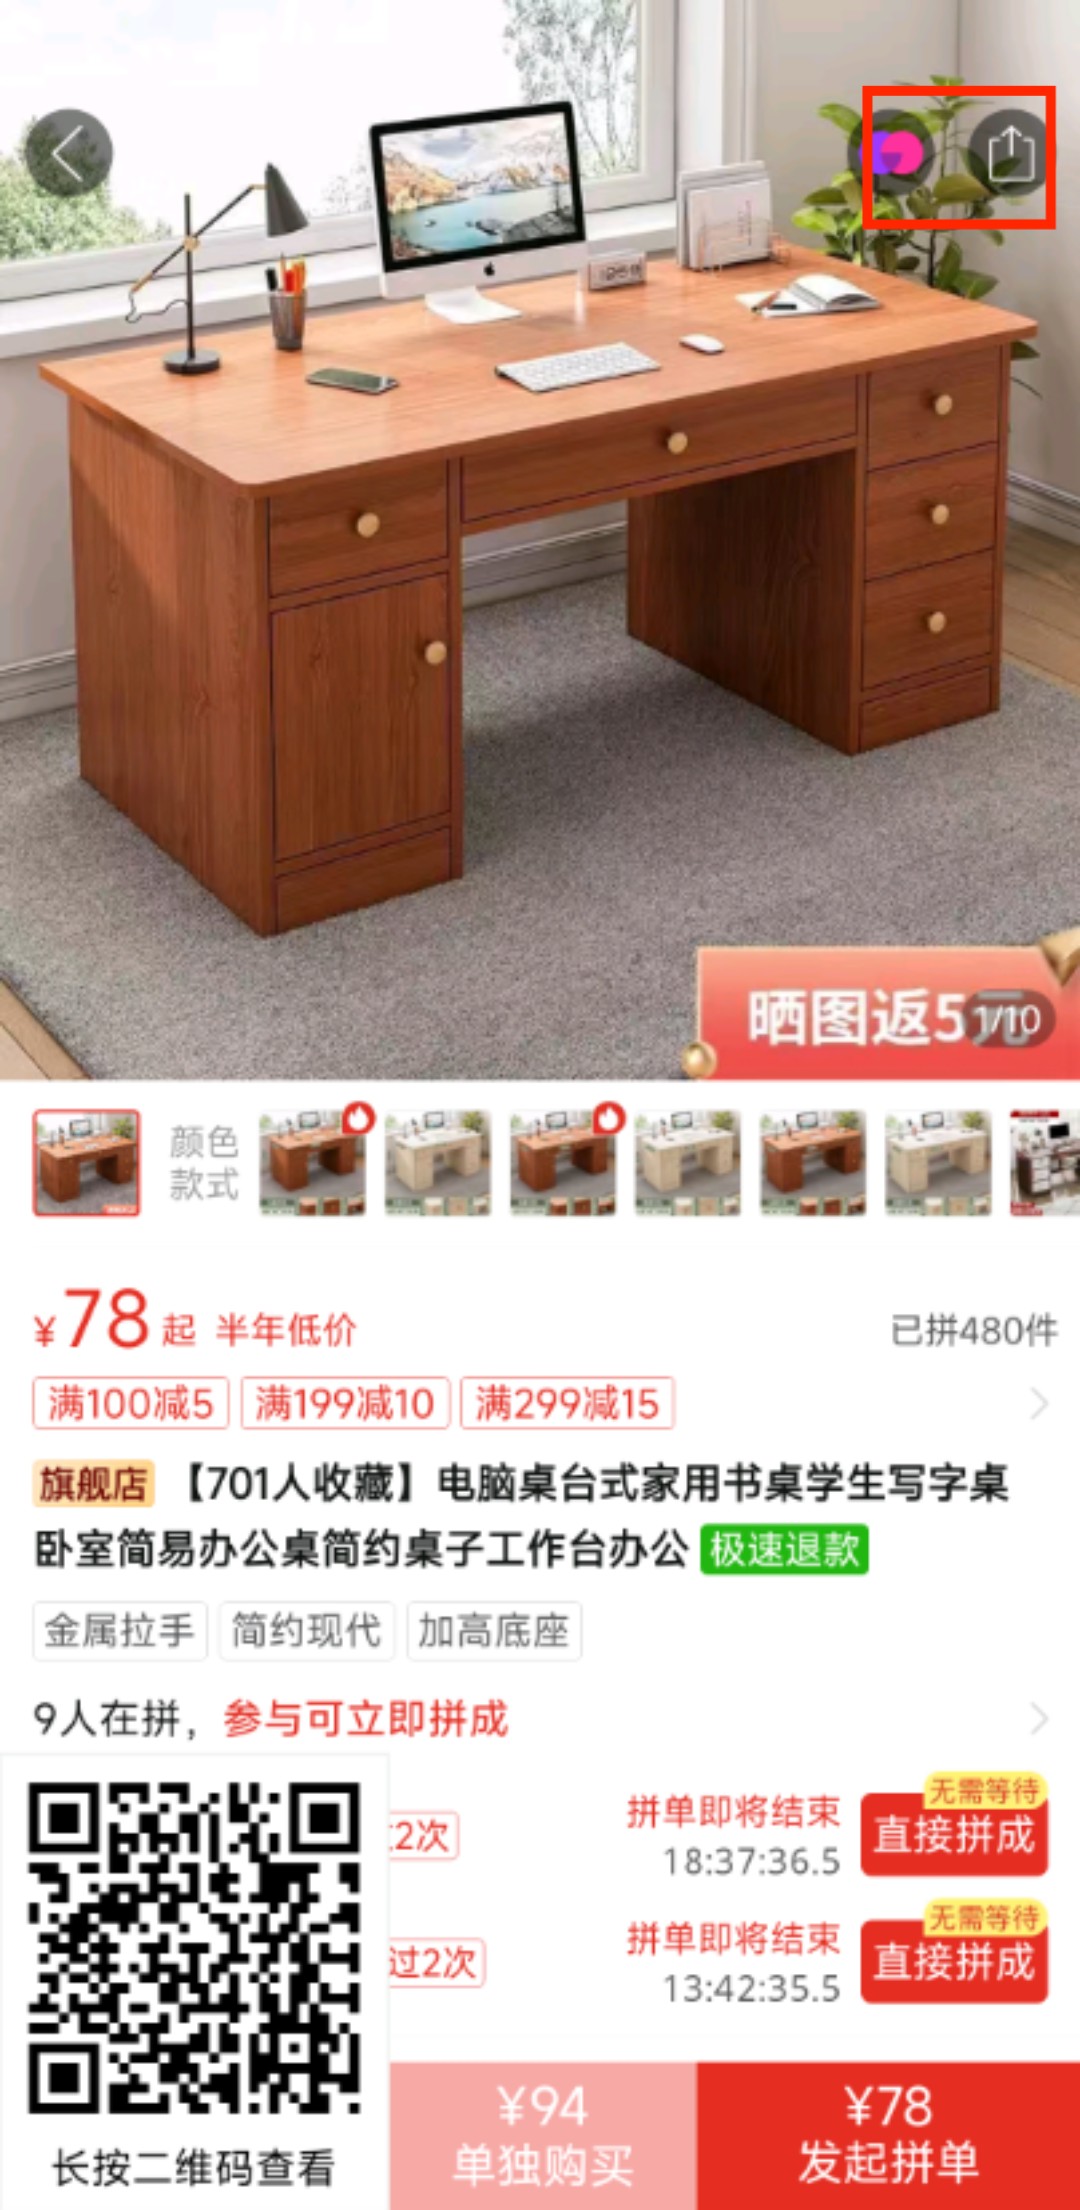 晒图返5元
1/10
颜色
款式
¥78起 半年低价
已拼480件
满100减5 满199减10 满299减15
旗舰店 【701人收藏】电脑桌台式家用书桌学生写字桌
卧室简易办公桌简约桌子工作台办公 极速退款
金属拉手 简约现代 加高底座
9人在拼，参与可立即拼成
2次
拼单即将结束
18:37:36.5
无需等待
直接拼成
过2次
拼单即将结束
13:42:35.5
无需等待
直接拼成
长按二维码查看
¥94
单独购买
¥78
发起拼单